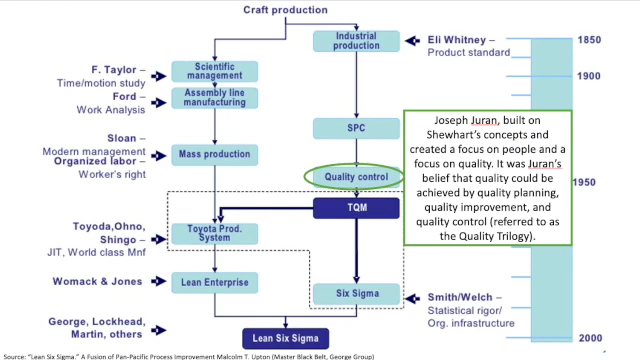 Craft production
Industrial
production
Eli Whitney –
Product standard
1850
F. Taylor –
Time/motion study
Scientific
management
1900
Ford –
Work Analysis
Assembly line
manufacturing
Joseph Juran, built on
Shewhart's concepts and
created a focus on people and a
focus on quality. It was Juran's
belief that quality could be
achieved by quality planning,
quality improvement, and
quality control (referred to as
the Quality Trilogy).
SPC
Sloan –
Modern management
Organized labor –
Worker's right
Mass production
Quality control
1950
TQM
Toyoda,Ohno,
Shingo –
JIT, World class Mnf
Toyota Prod.
System
Womack & Jones
Lean Enterprise
Six Sigma
Smith/Welch –
Statistical rigor/
Org. infrastructure
George, Lockhead,
Martin, others
Lean Six Sigma
2000
Source: "Lean Six Sigma." A Fusion of Pan-Pacific Process Improvement Malcolm T. Upton (Master Black Belt, George Group)